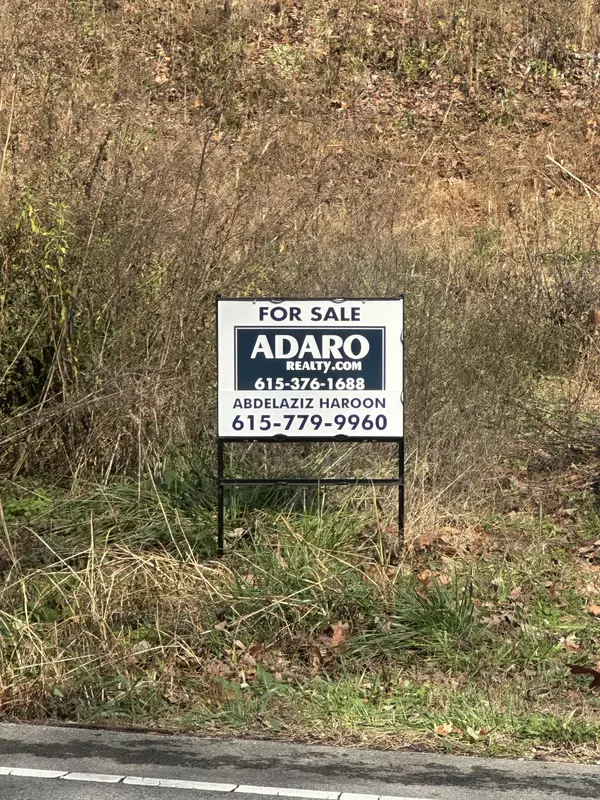 FOR SALE
ADARO
REALTY.COM
615-376-1688
ABDELAZIZ HAROON
615-779-9960